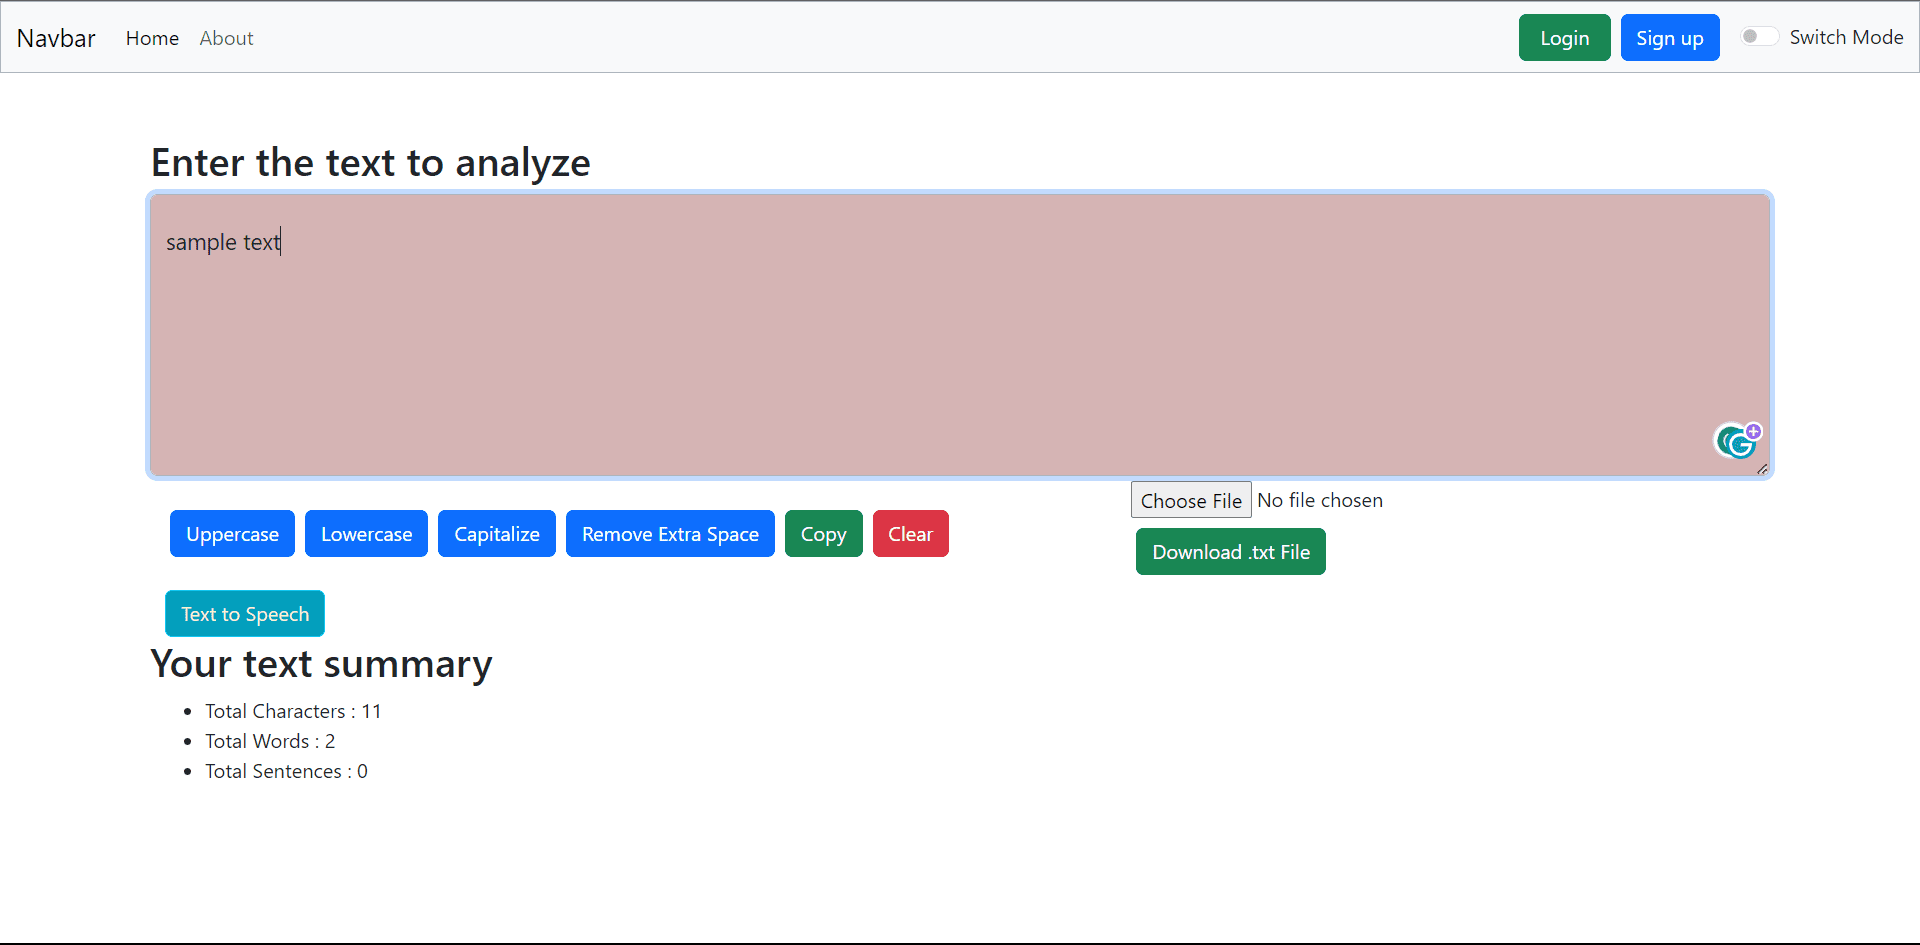 Navbar Home About Login Sign up Switch Mode
Enter the text to analyze
sample text
Choose File No file chosen
Uppercase Lowercase Capitalize Remove Extra Space Copy Clear
Download .txt File
Text to Speech
Your text summary
Total Characters : 11
Total Words : 2
Total Sentences : 0